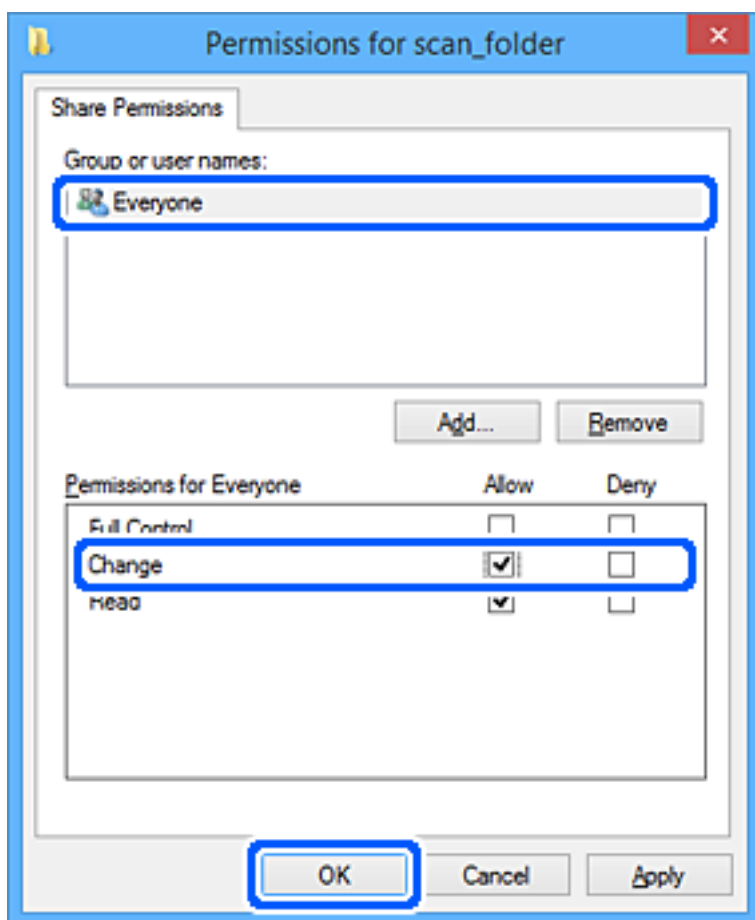 Permissions for scan_folder
Share Permissions
Group or user names:
Everyone
Add... Remove
Permissions for Everyone Allow Deny
Full Control
Change
Read
OK Cancel Apply